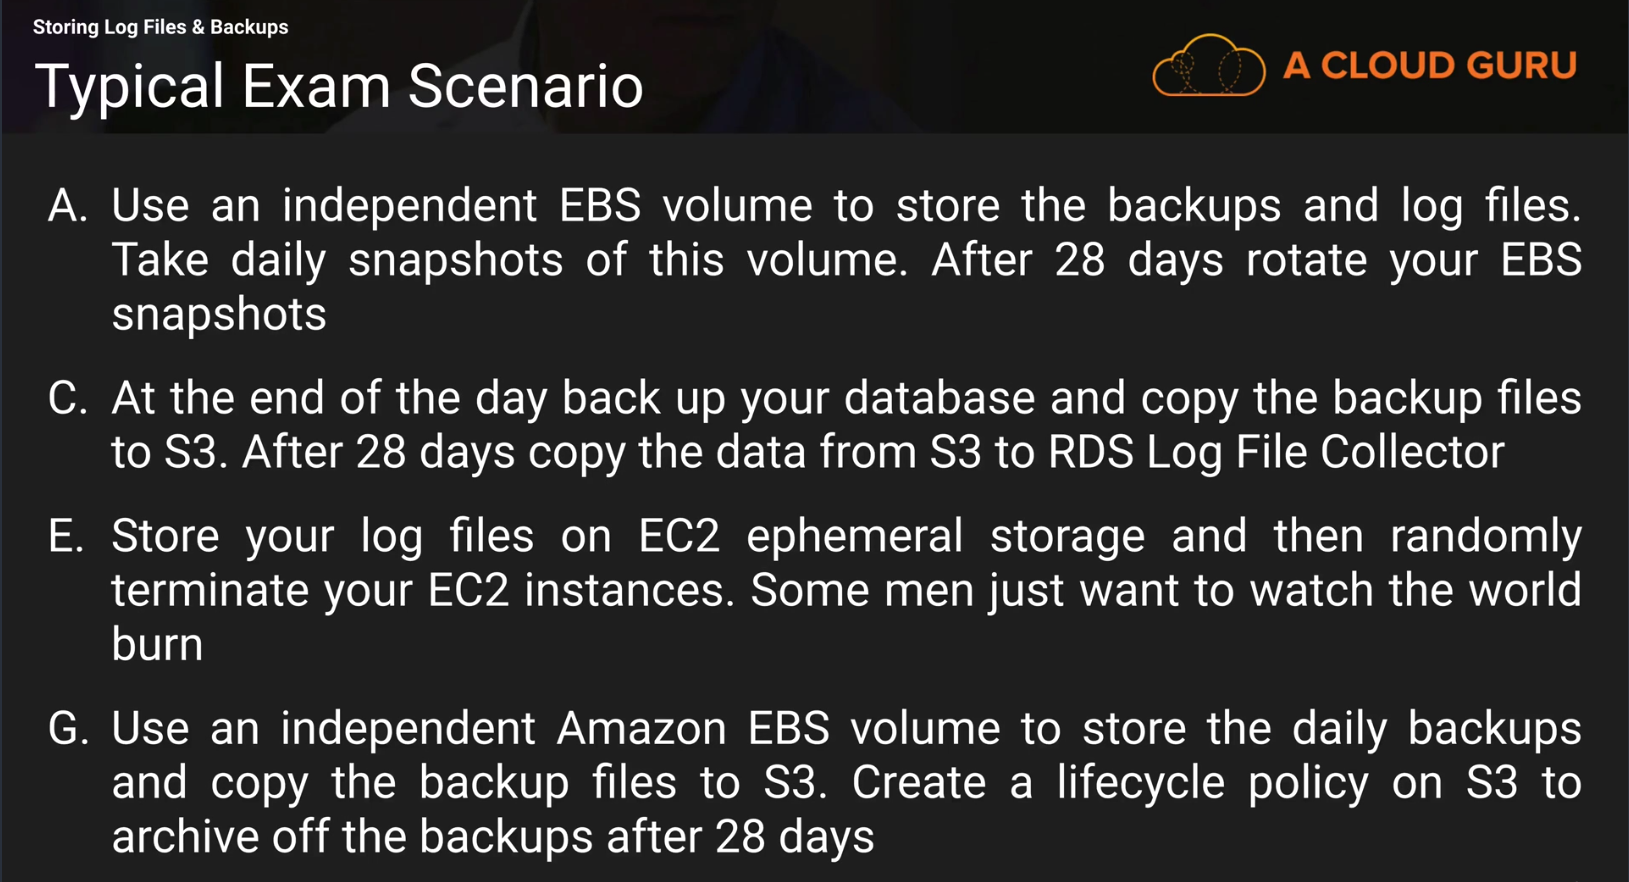 Storing Log Files & Backups
Typical Exam Scenario
A CLOUD GURU
A. Use an independent EBS volume to store the backups and log files.
Take daily snapshots of this volume. After 28 days rotate your EBS
snapshots
C. At the end of the day back up your database and copy the backup files
to S3. After 28 days copy the data from S3 to RDS Log File Collector
E. Store your log files on EC2 ephemeral storage and then randomly
terminate your EC2 instances. Some men just want to watch the world
burn
G. Use an independent Amazon EBS volume to store the daily backups
and copy the backup files to S3. Create a lifecycle policy on S3 to
archive off the backups after 28 days